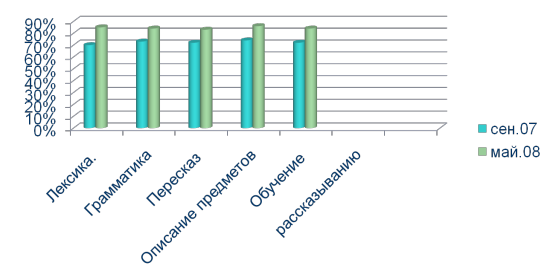 90%
80%
70%
60%
50%
40%
30%
20%
10%
0%
Лексика.
Грамматика
Пересказ
Описание предметов
Обучение
рассказыванию
сен.07
май.08